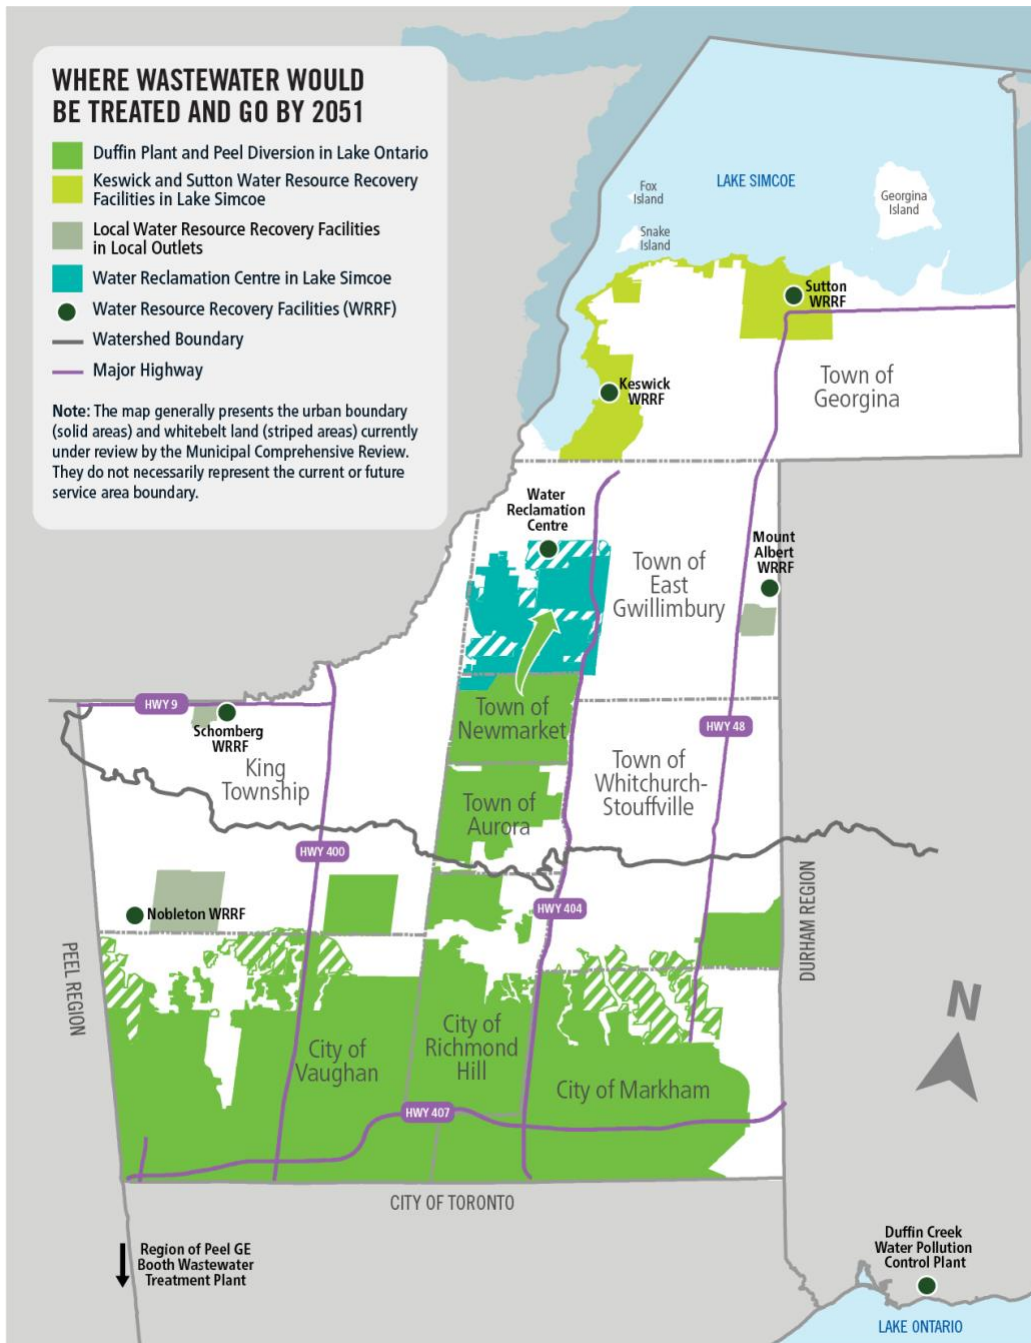 WHERE WASTEWATER WOULD
BE TREATED AND GO BY 2051
Duffin Plant and Peel Diversion in Lake Ontario
Keswick and Sutton Water Resource Recovery
Facilities in Lake Simcoe
Local Water Resource Recovery Facilities
in Local Outlets
Water Reclamation Centre in Lake Simcoe
Water Resource Recovery Facilities (WRRF)
Watershed Boundary
Major Highway
Note: The map generally presents the urban boundary
(solid areas) and whitebelt land (striped areas) currently
under review by the Municipal Comprehensive Review.
They do not necessarily represent the current or future
service area boundary.
LAKE SIMCOE
Fox
Island
Georgina
Island
Snake
Island
Sutton
WRRF
Keswick
WRRF
Town of
Georgina
Water
Reclamation
Centre
Mount
Albert
WRRF
Town of
East
Gwillimbury
HWY 9
Schomberg
WRRF
King
Township
Town of
Newmarket
HWY 48
Town of
Whitchurch-
Stouffville
Town of
Aurora
HWY 400
HWY 404
Nobleton WRRF
PEEL REGION
DURHAM REGION
N
City of
Vaughan
City of
Richmond
Hill
City of Markham
HWY 407
CITY OF TORONTO
Region of Peel GE
Booth Wastewater
Treatment Plant
Duffin Creek
Water Pollution
Control Plant
LAKE ONTARIO